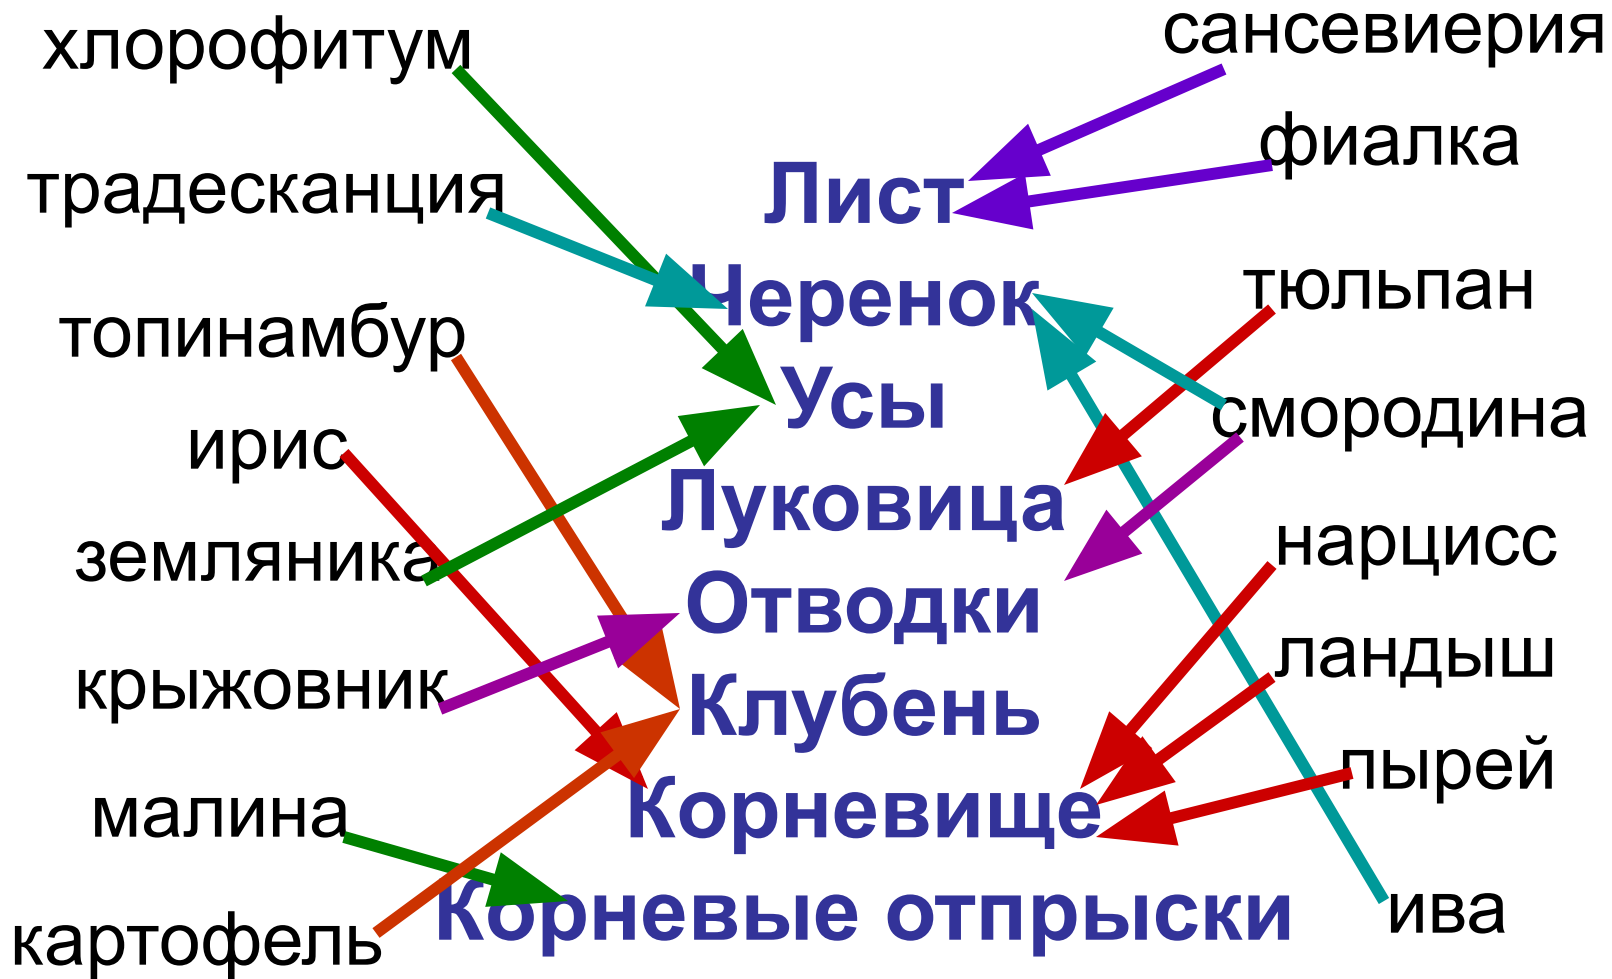 хлорофитум
традесканция
топинамбур
ирис
земляника
крыжовник
малина
картофель
Лист
Черенок
Усы
Луковица
Отводки
Клубень
Корневище
Корневые отпрыски
сансевиерия
фиалка
тюльпан
смородина
нарцисс
ландыш
пырей
ива